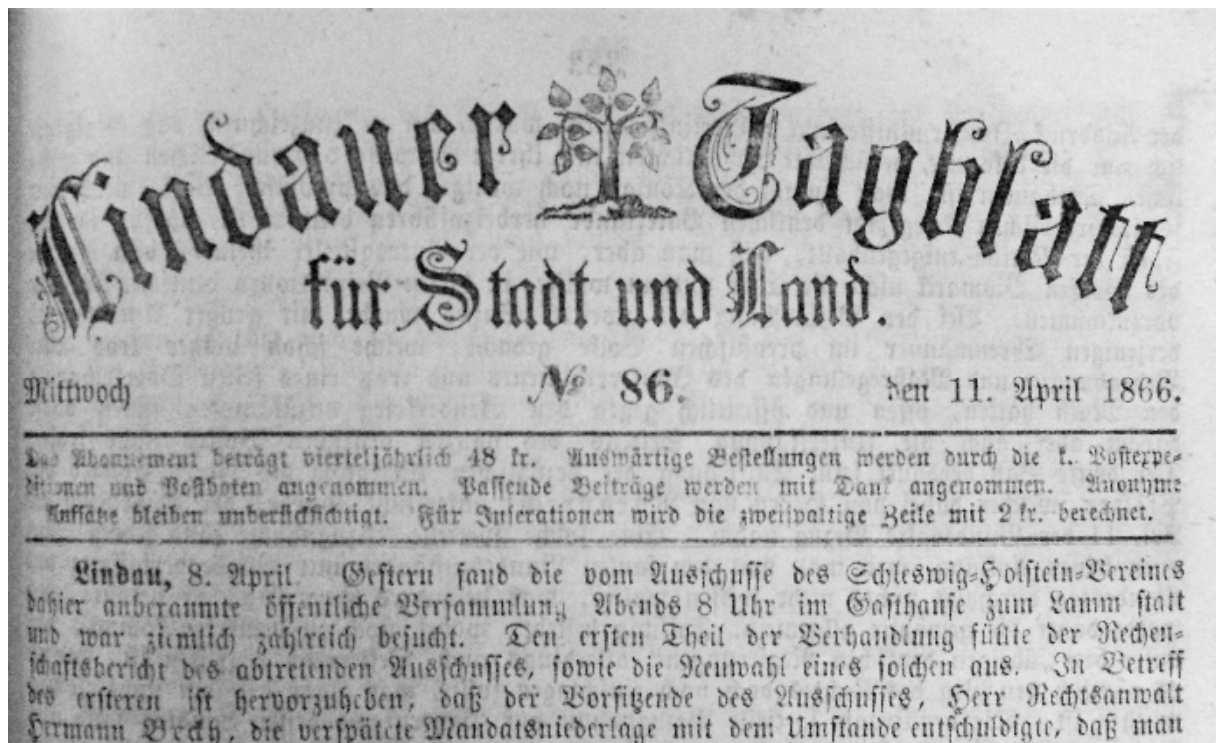 Lindauer Tagblatt
für Stadt und Land.
Mittwoch № 86. den 11. April 1866.
Das Abonnement beträgt vierteljährlich 48 kr. Auswärtige Bestellungen werden durch die k. Postexpe-
ditionen und Postboten angenommen. Passende Beiträge werden mit Dank angenommen. Anonyme
Aufsätze bleiben unberücksichtigt. Für Inserationen wird die zweispaltige Zeile mit 2 kr. berechnet.
Lindau, 8. April. Gestern fand die vom Ausschusse des Schleswig-Holstein-Vereines
dahier anberaumte öffentliche Versammlung Abends 8 Uhr im Gasthause zum Lamm statt
und war ziemlich zahlreich besucht. Den ersten Theil der Verhandlung füllte der Rechen-
schaftsbericht des abtretenden Ausschusses, sowie die Neuwahl eines solchen aus. In Betreff
des ersteren ist hervorzuheben, daß der Vorsitzende des Ausschusses, Herr Rechtsanwalt
Hermann Beckh, die verspätete Mandatsniederlage mit dem Umstande entschuldigte, daß man